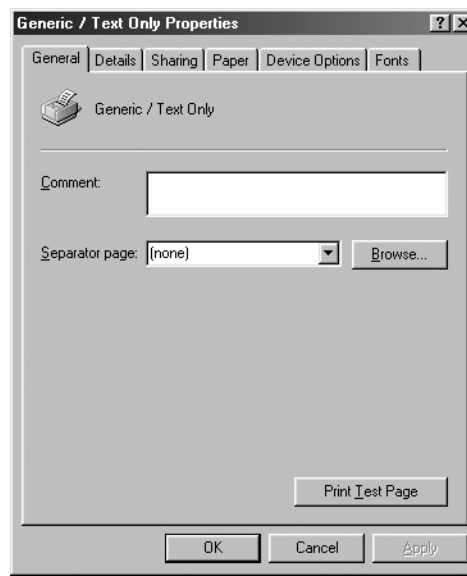 Generic / Text Only Properties
General Details Sharing Paper Device Options Fonts
Generic / Text Only
Comment:
Separator page: (none) Browse...
Print Test Page
OK Cancel Apply